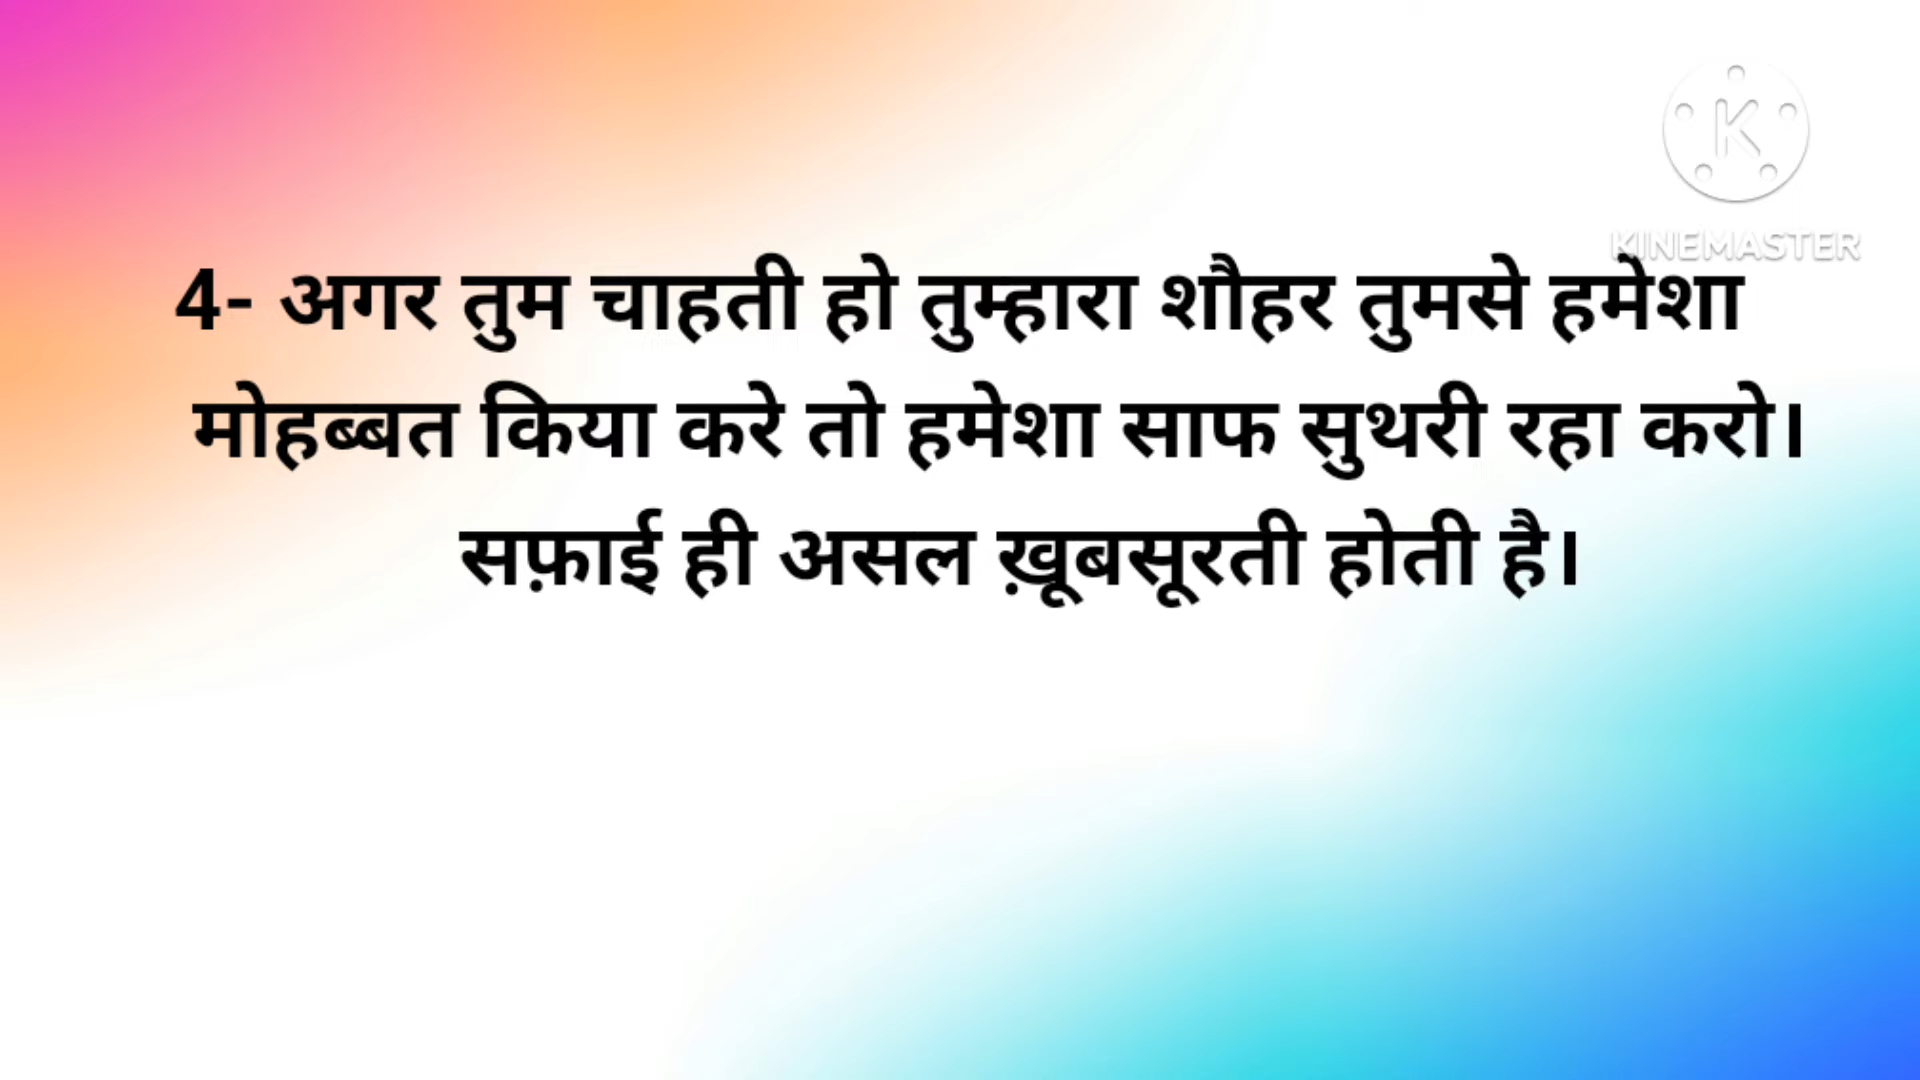 K
KINEMASTER
4- अगर तुम चाहती हो तुम्हारा शौहर तुमसे हमेशा
मोहब्बत किया करे तो हमेशा साफ सुथरी रहा करो।
सफ़ाई ही असल ख़ूबसूरती होती है।